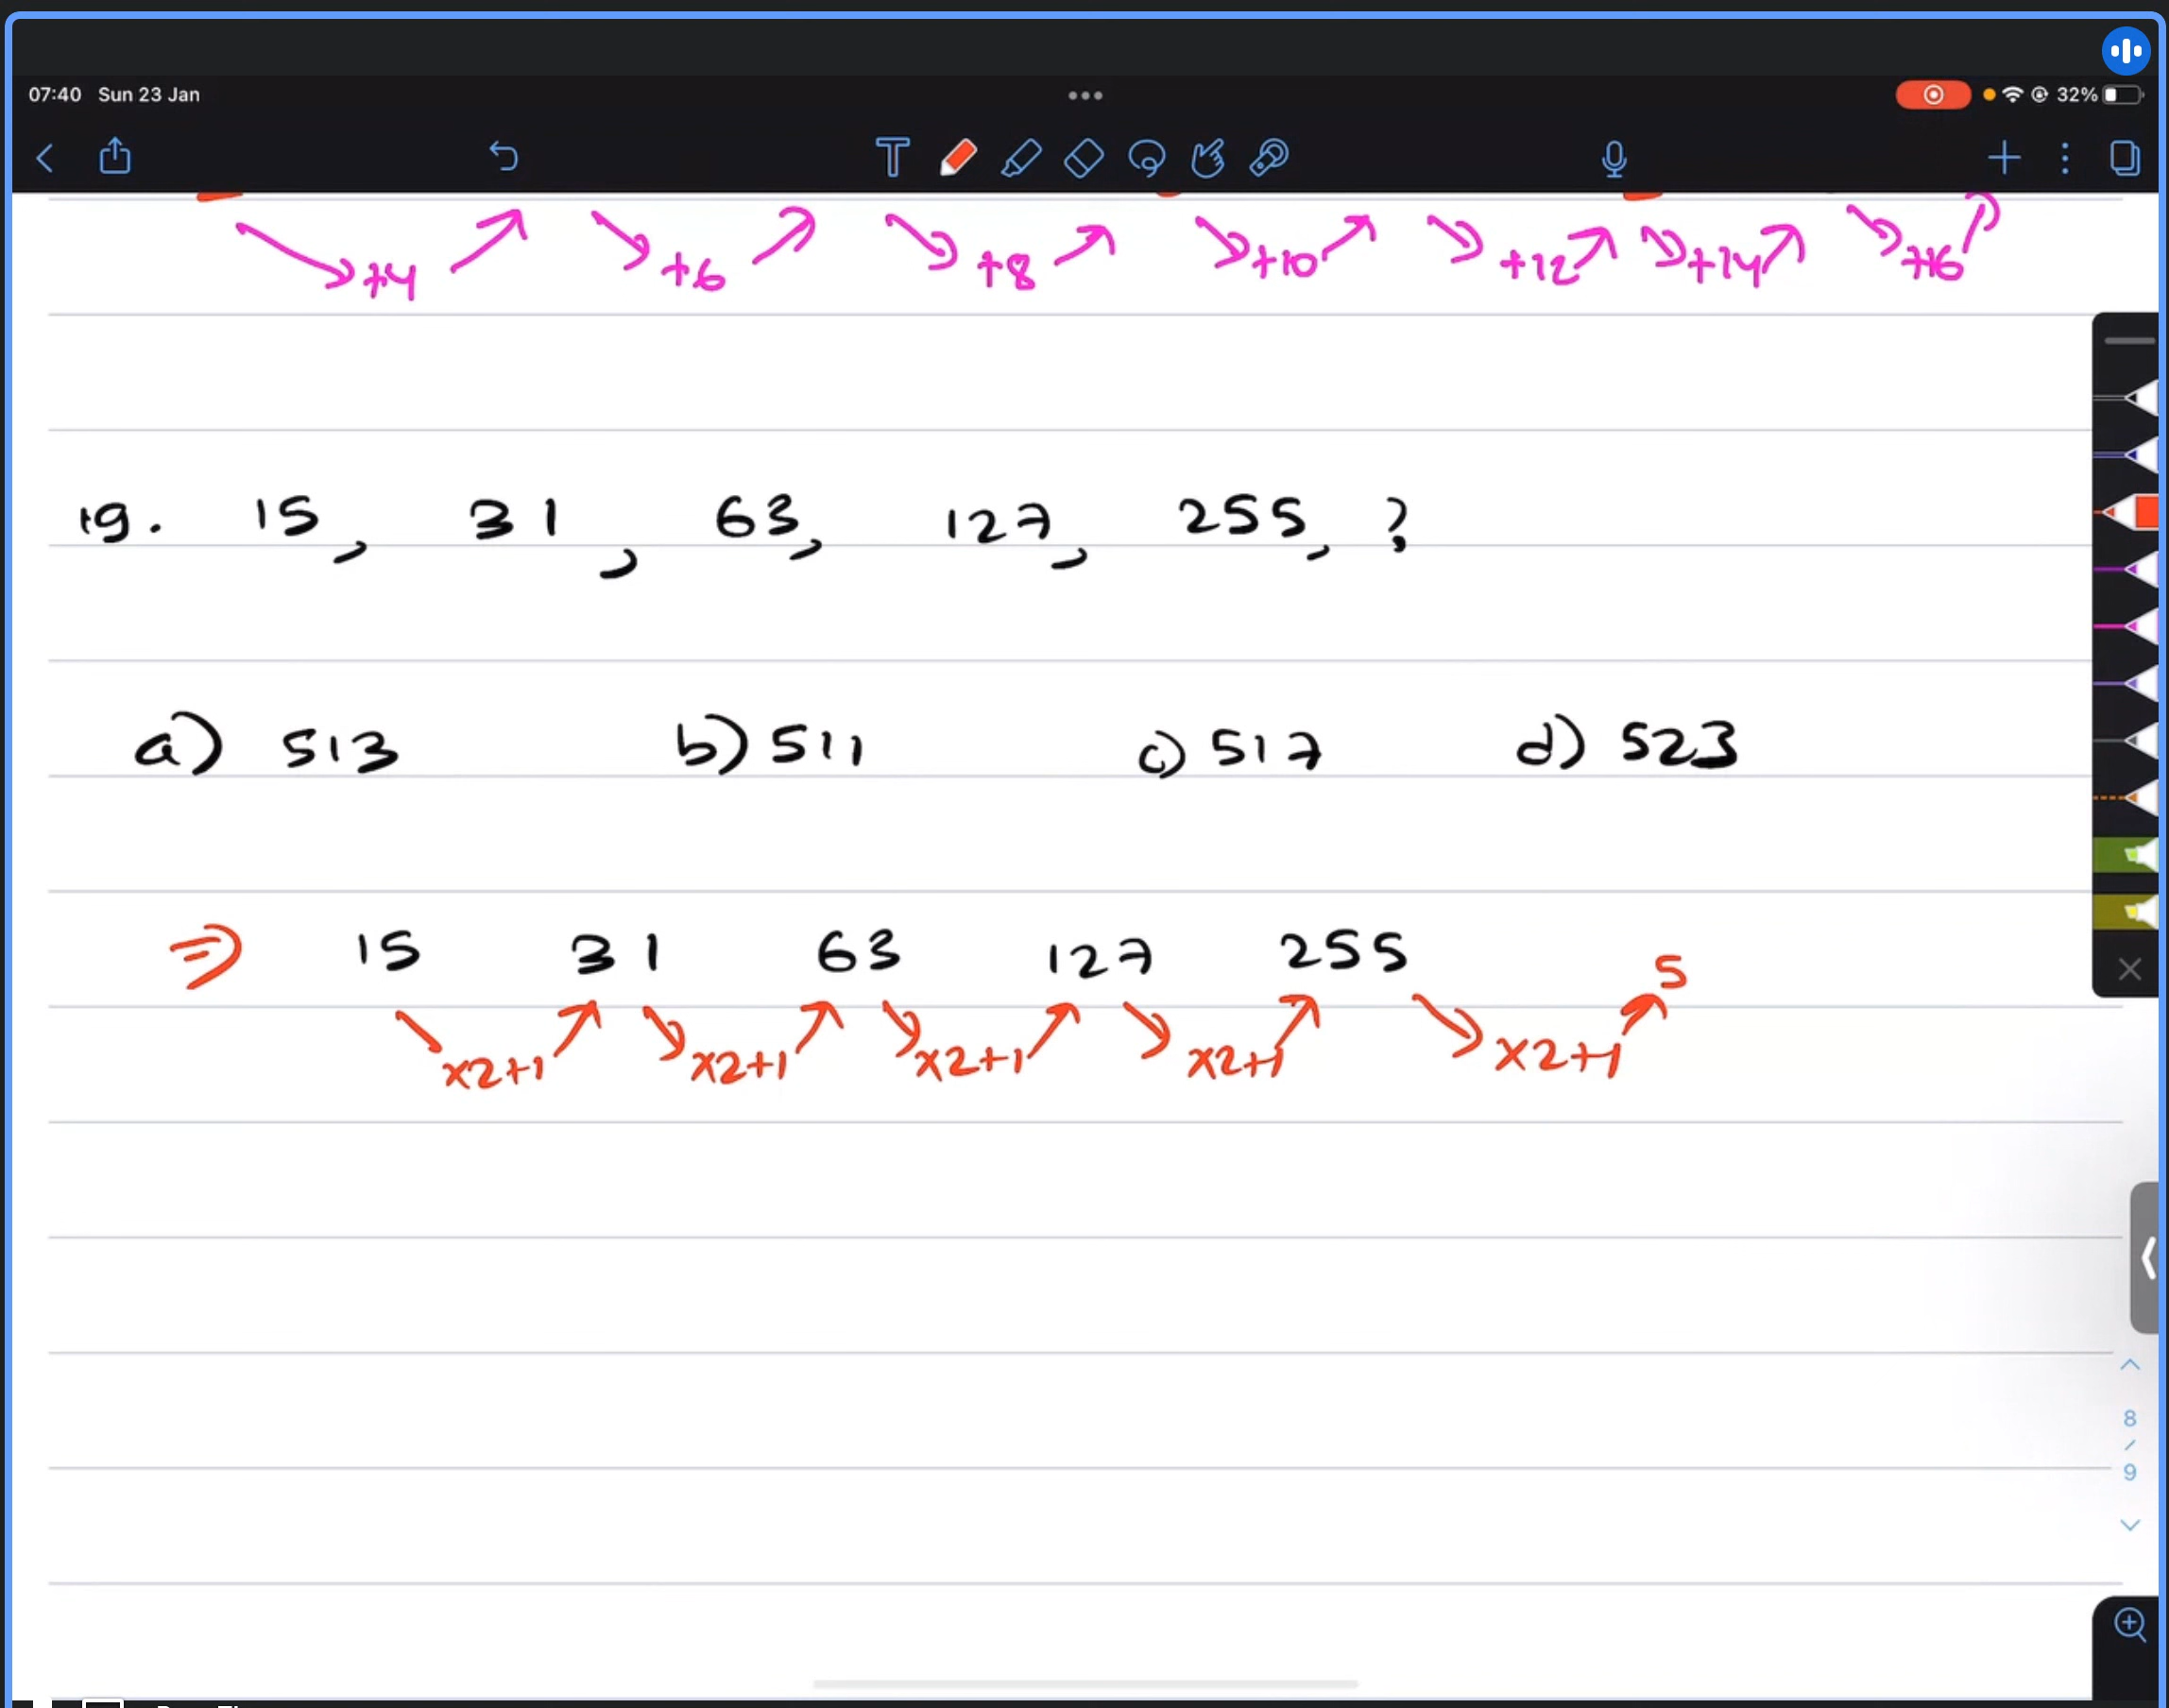 07:40 Sun 23 Jan 32%
+4 +6 +8 +10 +12 +14 +16
19. 15, 31, 63, 127, 255, ?
a) 513 b) 511 c) 517 d) 523
⇒ 15 31 63 127 255 5
x2+1 x2+1 x2+1 x2+1 x2+1
8
/
9